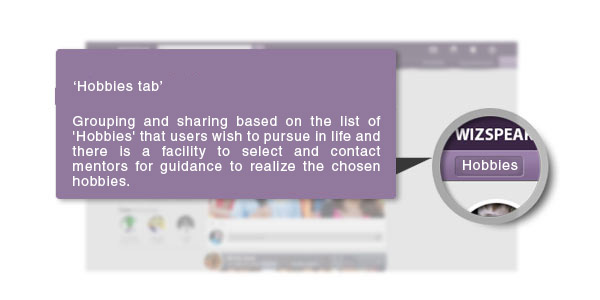 ‘Hobbies tab’
Grouping and sharing based on the list of
'Hobbies' that users wish to pursue in life and
there is a facility to select and contact
mentors for guidance to realize the chosen
hobbies.
WIZSPEAK
Hobbies